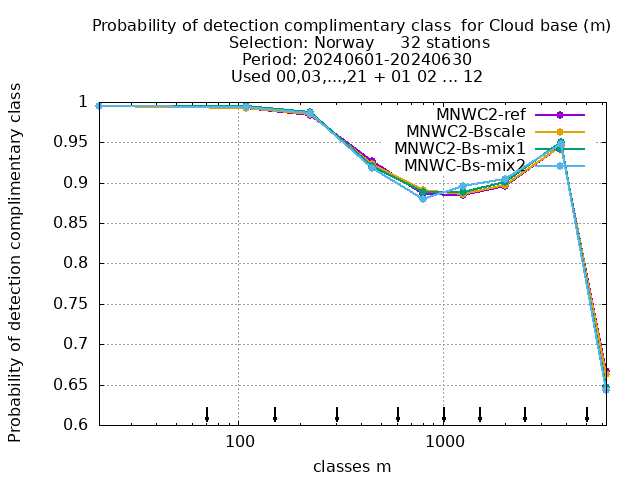 Probability of detection complimentary class  for Cloud base (m)
Selection: Norway     32 stations
Period: 20240601-20240630
Used 00,03,...,21 + 01 02 ... 12
Probability of detection complimentary class
1
0.95
0.9
0.85
0.8
0.75
0.7
0.65
0.6
MNWC2-ref
MNWC2-Bscale
MNWC2-Bs-mix1
MNWC-Bs-mix2
100
1000
classes m